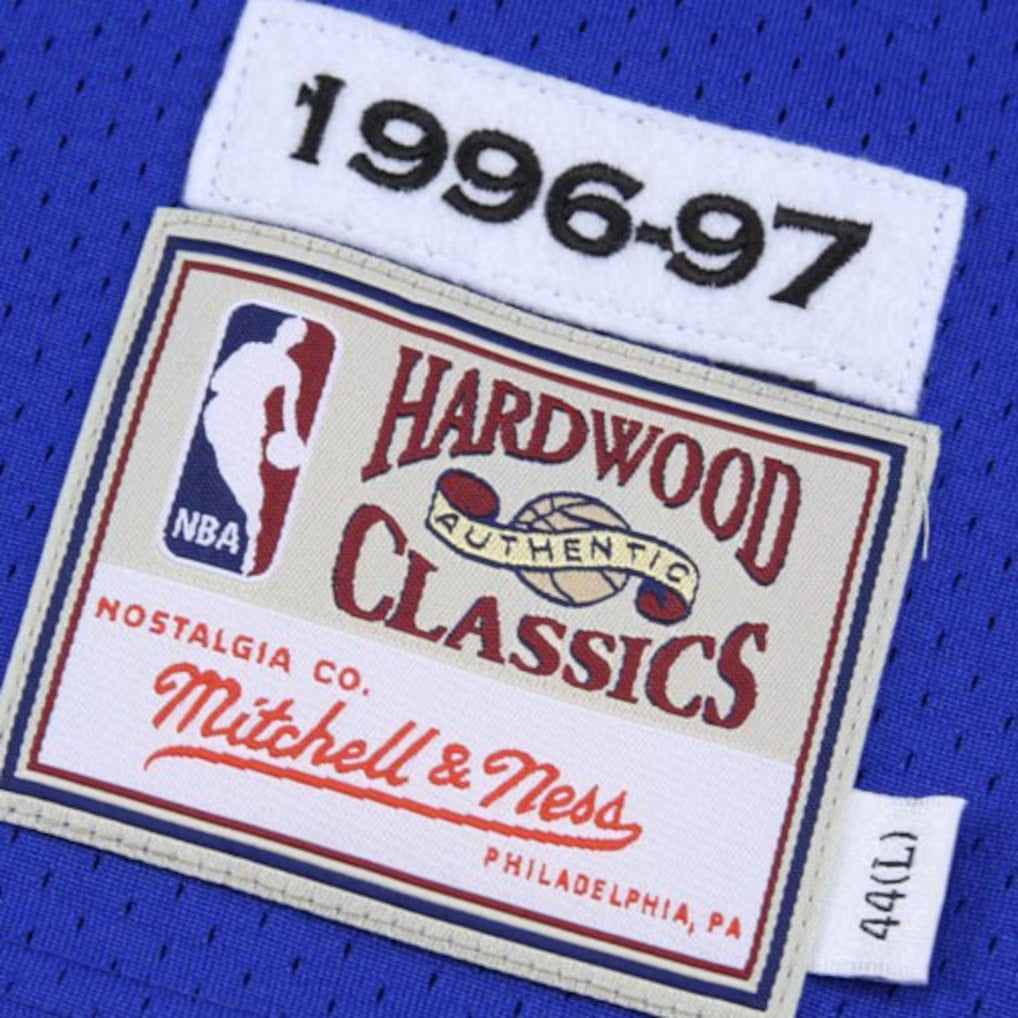 1996-97
NBA
HARDWOOD
AUTHENTIC
CLASSICS
NOSTALGIA CO.
Mitchell & Ness
PHILADELPHIA, PA
44(L)